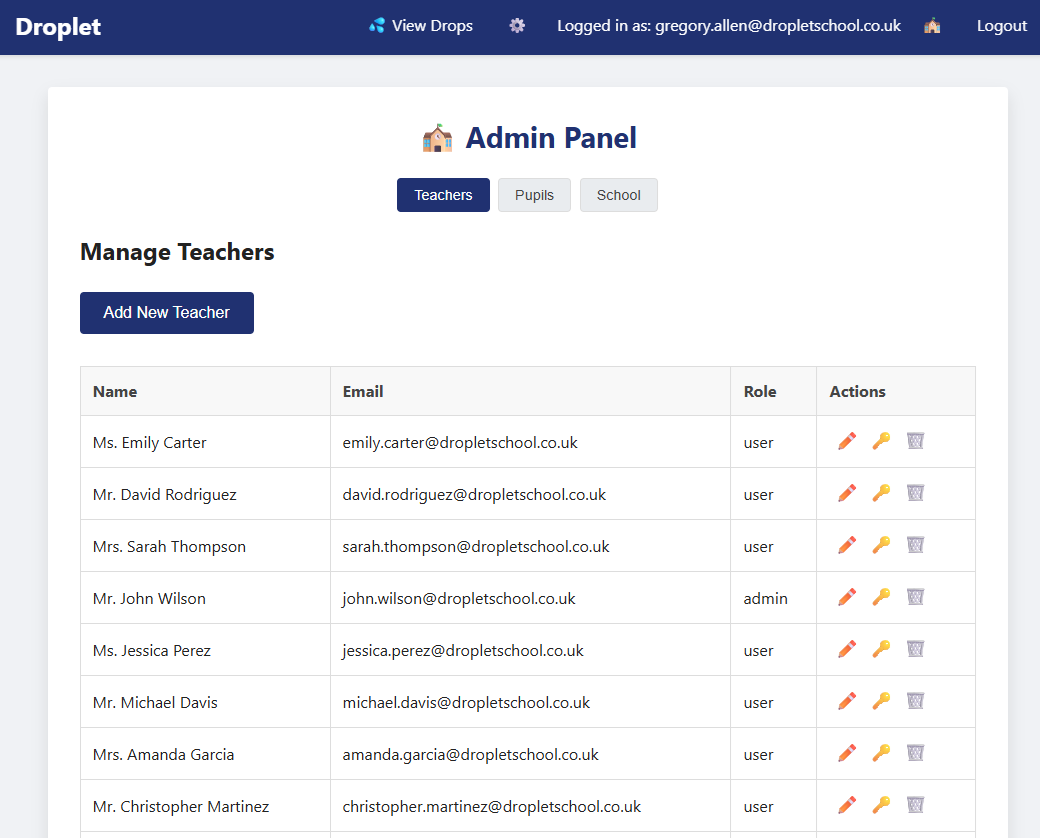 Droplet View Drops Logged in as: gregory.allen@dropletschool.co.uk Logout
Admin Panel
Teachers Pupils School
Manage Teachers
Add New Teacher
Name Email Role Actions
Ms. Emily Carter emily.carter@dropletschool.co.uk user
Mr. David Rodriguez david.rodriguez@dropletschool.co.uk user
Mrs. Sarah Thompson sarah.thompson@dropletschool.co.uk user
Mr. John Wilson john.wilson@dropletschool.co.uk admin
Ms. Jessica Perez jessica.perez@dropletschool.co.uk user
Mr. Michael Davis michael.davis@dropletschool.co.uk user
Mrs. Amanda Garcia amanda.garcia@dropletschool.co.uk user
Mr. Christopher Martinez christopher.martinez@dropletschool.co.uk user